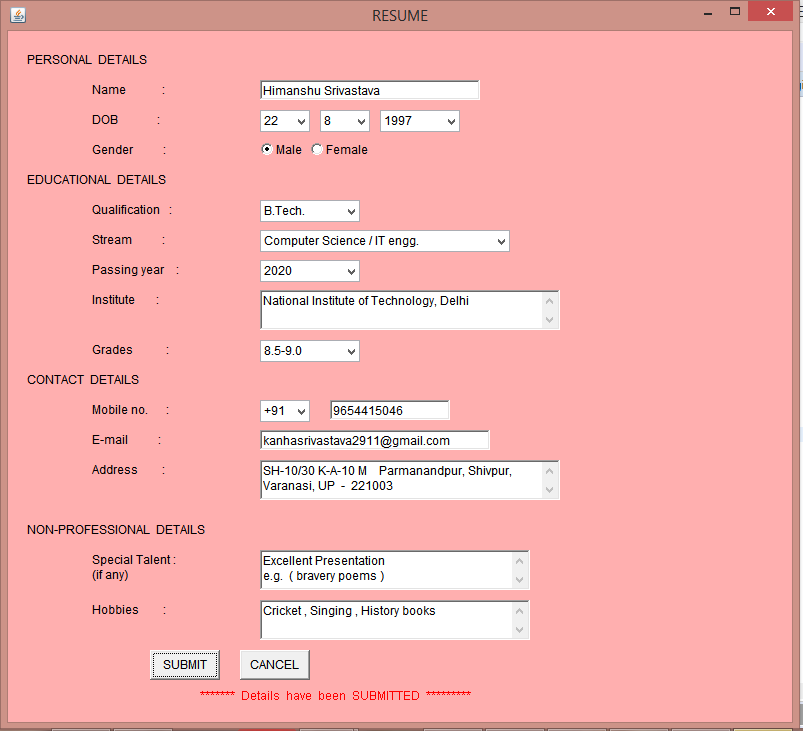 RESUME
PERSONAL DETAILS
Name : Himanshu Srivastava
DOB : 22 8 1997
Gender : Male Female
EDUCATIONAL DETAILS
Qualification : B.Tech.
Stream : Computer Science / IT engg.
Passing year : 2020
Institute : National Institute of Technology, Delhi
Grades : 8.5-9.0
CONTACT DETAILS
Mobile no. : +91 9654415046
E-mail : kanhasrivastava2911@gmail.com
Address : SH-10/30 K-A-10 M Parmanandpur, Shivpur,
Varanasi, UP - 221003
NON-PROFESSIONAL DETAILS
Special Talent : Excellent Presentation
(if any) e.g. ( bravery poems )
Hobbies : Cricket , Singing , History books
SUBMIT CANCEL
******* Details have been SUBMITTED *********